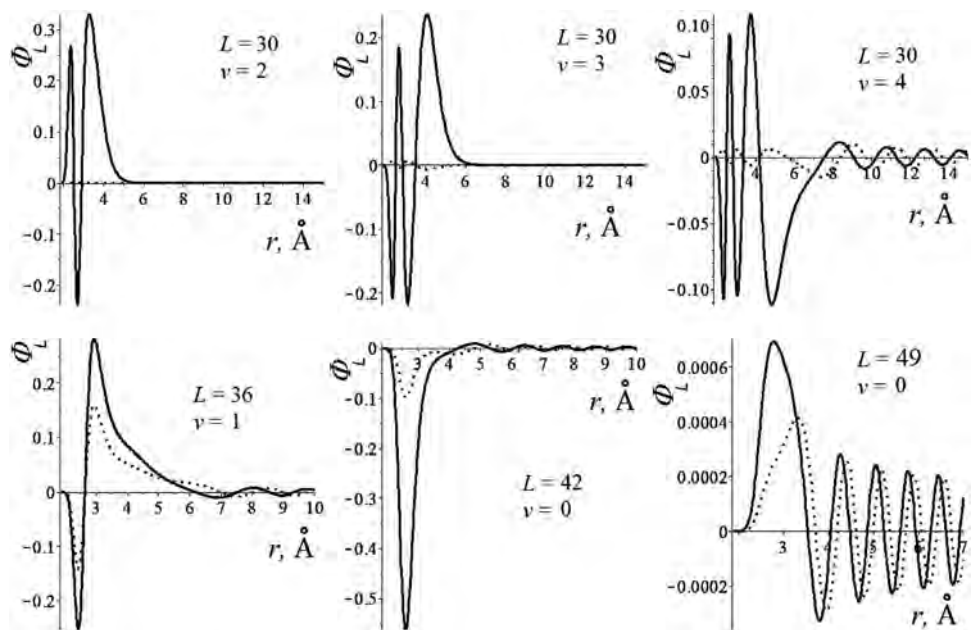 Φ_L
0.3
0.2
0.1
0
-0.1
-0.2
L = 30
v = 2
4 6 8 10 12 14
r, Å
Φ_L
0.2
0.1
0
-0.1
-0.2
L = 30
v = 3
4 6 8 10 12 14
r, Å
Φ_L
0.10
0.05
0
-0.05
-0.10
L = 30
v = 4
4 6 8 10 12 14
r, Å
Φ_L
0.2
0.1
0
-0.1
-0.2
L = 36
v = 1
3 4 5 6 7 8 9 10
r, Å
Φ_L
0
-0.1
-0.2
-0.3
-0.4
-0.5
3 4 5 6 7 8 9 10
r, Å
L = 42
v = 0
Φ_L
0.0006
0.0004
0.0002
0
-0.0002
L = 49
v = 0
3 4 5 6 7
r, Å